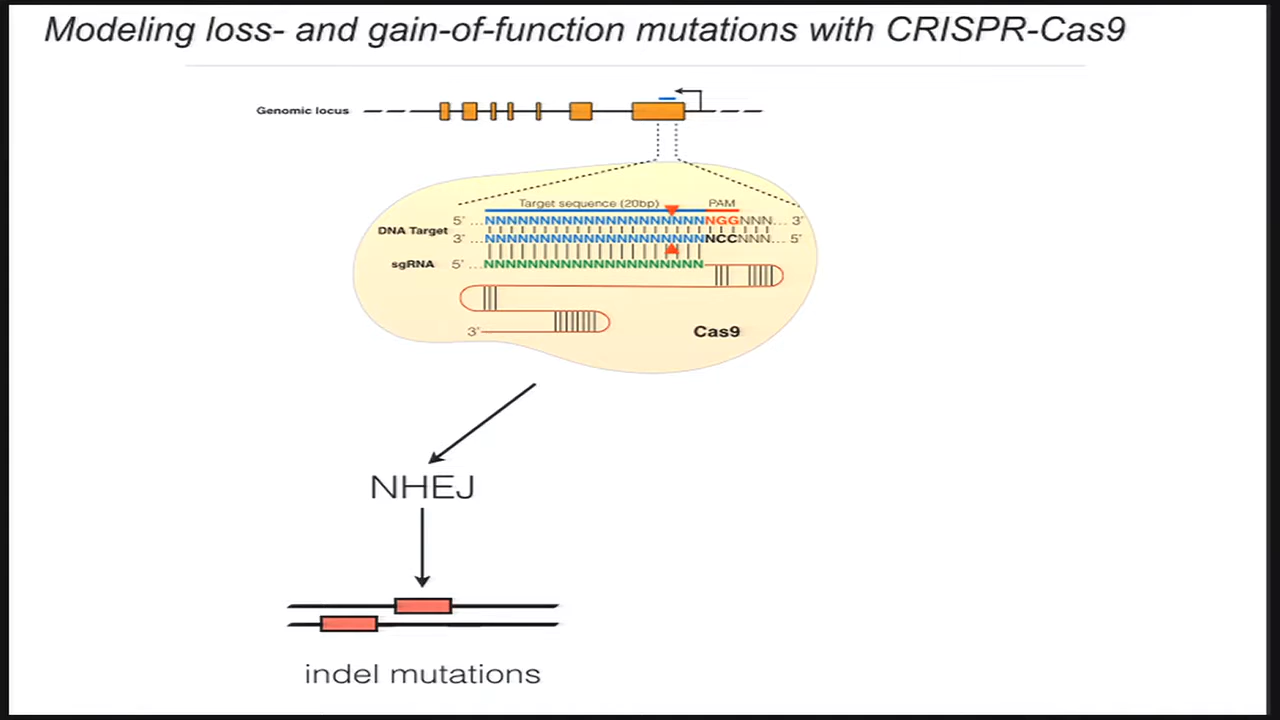 Modeling loss- and gain-of-function mutations with CRISPR-Cas9
Genomic locus
Target sequence (20bp) PAM
5' ...NNNNNNNNNNNNNNNNNNNNNGGNNN... 3'
DNA Target
3' ...NNNNNNNNNNNNNNNNNNNNNCCNNN... 5'
sgRNA 5' ...NNNNNNNNNNNNNNNNNNNN
3'
Cas9
NHEJ
indel mutations